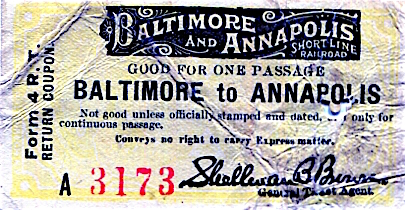 BALTIMORE
AND ANNAPOLIS
SHORT LINE
RAILROAD
Form 4 R. T.
RETURN COUPON.
GOOD FOR ONE PASSAGE
BALTIMORE to ANNAPOLIS
Not good unless officially stamped and dated, only for
continuous passage.
Conveys no right to carry Express matter.
A 3173
General Ticket Agent.